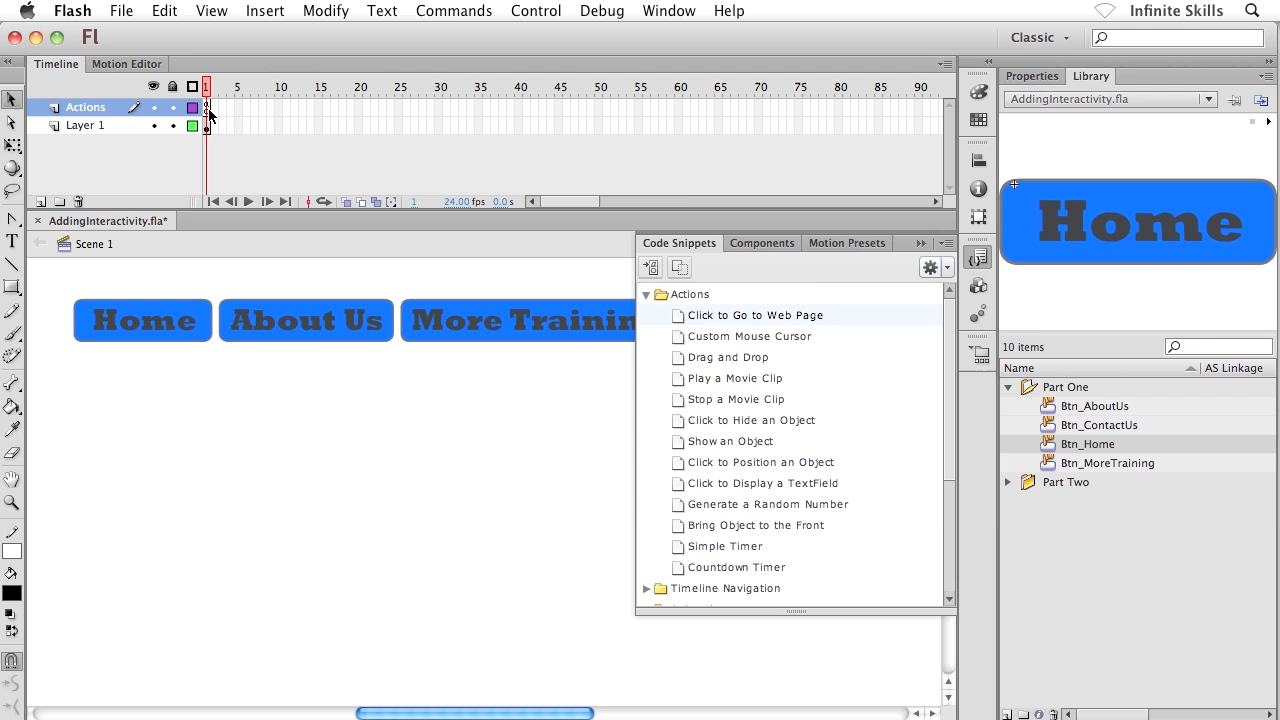 Flash File Edit View Insert Modify Text Commands Control Debug Window Help Infinite Skills
Fl Classic
Timeline Motion Editor
1 5 10 15 20 25 30 35 40 45 50 55 60 65 70 75 80 85 90
Actions
Layer 1
1 24.00 fps 0.0 s
AddingInteractivity.fla*
Scene 1
Home About Us More Trainin
Code Snippets Components Motion Presets
Actions
Click to Go to Web Page
Custom Mouse Cursor
Drag and Drop
Play a Movie Clip
Stop a Movie Clip
Click to Hide an Object
Show an Object
Click to Position an Object
Click to Display a TextField
Generate a Random Number
Bring Object to the Front
Simple Timer
Countdown Timer
Timeline Navigation
Properties Library
AddingInteractivity.fla
Home
10 items
Name AS Linkage
Part One
Btn_AboutUs
Btn_ContactUs
Btn_Home
Btn_MoreTraining
Part Two